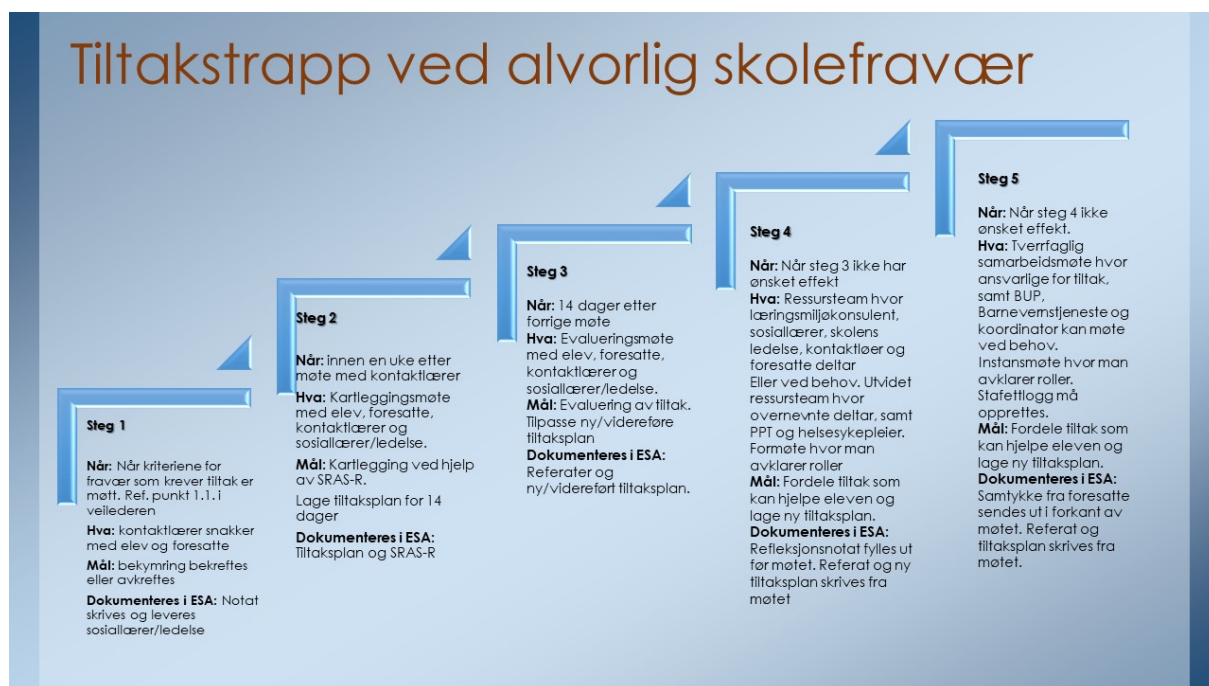 Tiltakstrapp ved alvorlig skolefravær
Steg 1
Når: Når kriteriene for
fravær som krever tiltak er
møtt. Ref. punkt 1.1. i
veilederen
Hva: kontaktlærer snakker
med elev og foresatte
Mål: bekymring bekreftes
eller avkreftes
Dokumenteres i ESA: Notat
skrives og leveres
sosiallærer/ledelse
Steg 2
Når: innen en uke etter
møte med kontaktlærer
Hva: Kartleggingsmøte
med elev, foresatte,
kontaktlærer og
sosiallærer/ledelse.
Mål: Kartlegging ved hjelp
av SRAS-R.
Lage tiltaksplan for 14
dager
Dokumenteres i ESA:
Tiltaksplan og SRAS-R
Steg 3
Når: 14 dager etter
forrige møte
Hva: Evalueringsmøte
med elev, foresatte,
kontaktlærer og
sosiallærer/ledelse.
Mål: Evaluering av tiltak.
Tilpasse ny/videreføre
tiltaksplan
Dokumenteres i ESA:
Referater og
ny/videreført tiltaksplan.
Steg 4
Når: Når steg 3 ikke har
ønsket effekt
Hva: Ressursteam hvor
læringsmiljøkonsulent,
sosiallærer, skolens
ledelse, kontaktløer og
foresatte deltar
Eller ved behov. Utvidet
ressursteam hvor
overnevnte deltar, samt
PPT og helsesykepleier.
Formøte hvor man
avklarer roller
Mål: Fordele tiltak som
kan hjelpe eleven og
lage ny tiltaksplan.
Dokumenteres i ESA:
Refleksjonsnotat fylles ut
før møtet. Referat og ny
tiltaksplan skrives fra
møtet
Steg 5
Når: Når steg 4 ikke
ønsket effekt.
Hva: Tverrfaglig
samarbeidsmøte hvor
ansvarlige for tiltak,
samt BUP,
Barnevernstjeneste og
koordinator kan møte
ved behov.
Instansmøte hvor man
avklarer roller.
Stafettlogg må
opprettes.
Mål: Fordele tiltak som
kan hjelpe eleven og
lage ny tiltaksplan.
Dokumenteres i ESA:
Samtykke fra foresatte
sendes ut i forkant av
møtet. Referat og
tiltaksplan skrives fra
møtet.